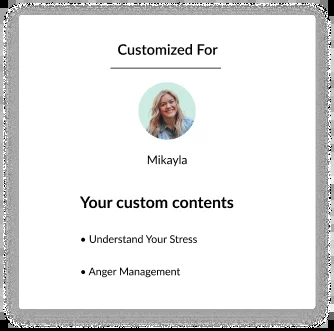 Customized For
Mikayla
Your custom contents
• Understand Your Stress
• Anger Management